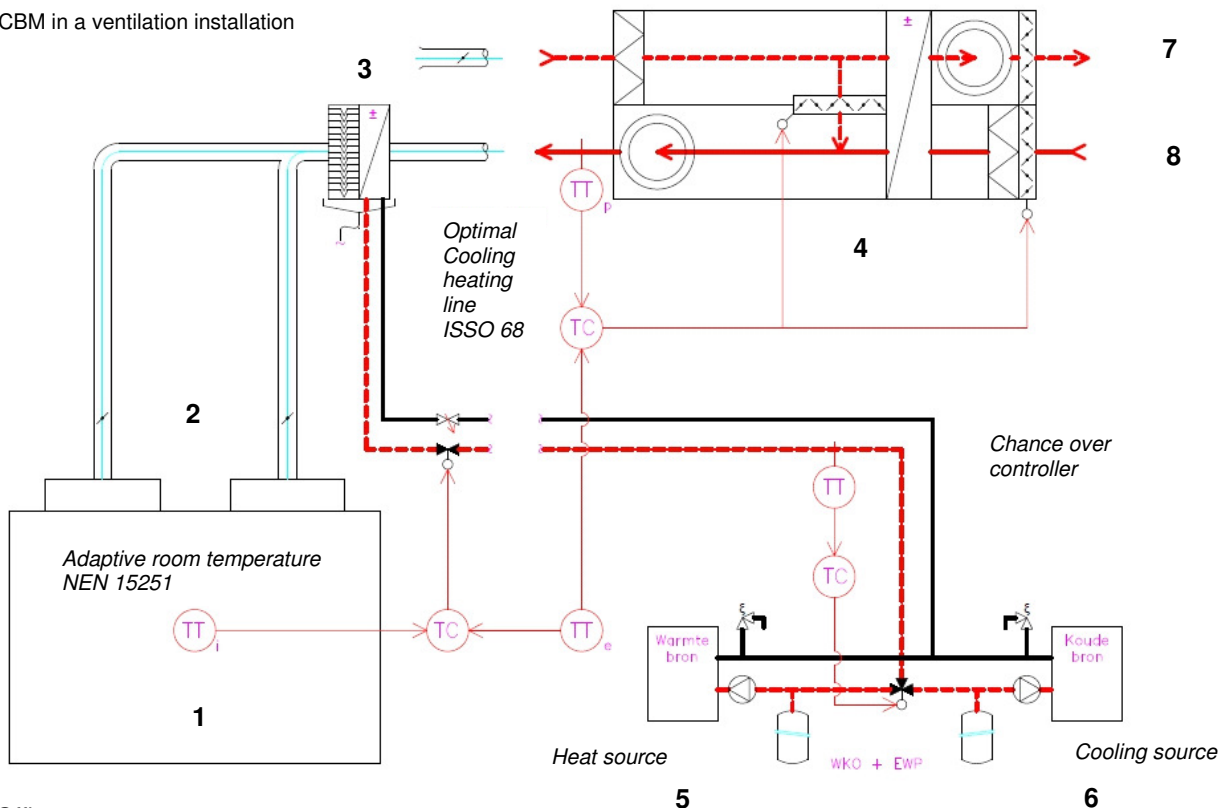 CBM in a ventilation installation
±
7
3
±
8
TT
p
4
Optimal
Cooling
heating
line
ISSO 68
TC
2
Chance over
controller
TT
Adaptive room temperature
NEN 15251
TC
TT
i
TC
TT
e
Warmte
bron
Koude
bron
1
Heat source
WKO + EWP
Cooling source
5
6